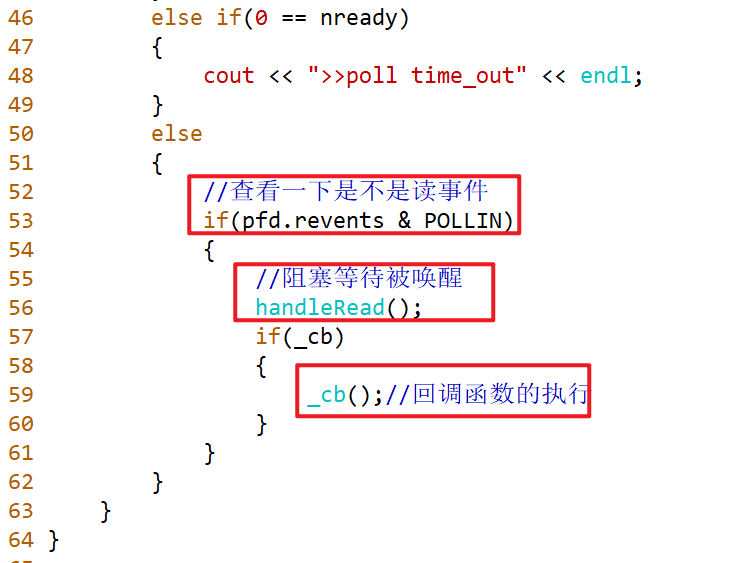 46 else if(0 == nready)
47 {
48 cout << ">>poll time_out" << endl;
49 }
50 else
51 {
52 //查看一下是不是读事件
53 if(pfd.revents & POLLIN)
54 {
55 //阻塞等待被唤醒
56 handleRead();
57 if(_cb)
58 {
59 _cb();//回调函数的执行
60 }
61 }
62 }
63 }
64 }